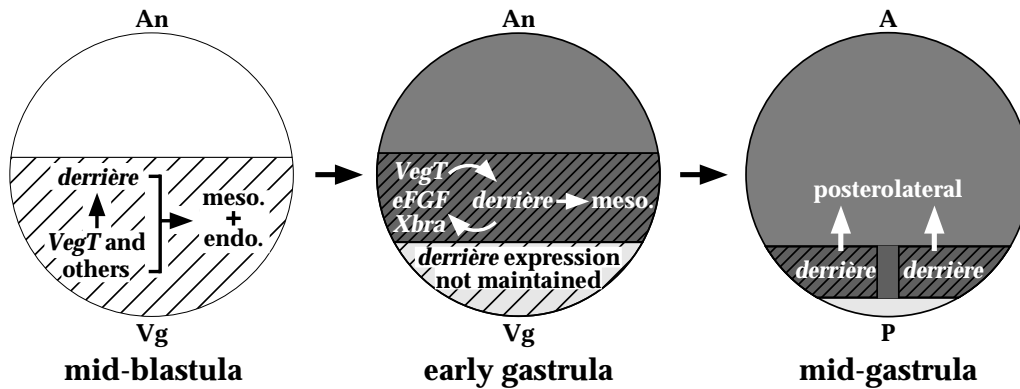 An
derrière
VegT and
others
meso.
+
endo.
Vg
mid-blastula
An
VegT
eFGF
Xbra
derrière
meso.
derrière expression
not maintained
Vg
early gastrula
A
posterolateral
derrière
derrière
P
mid-gastrula